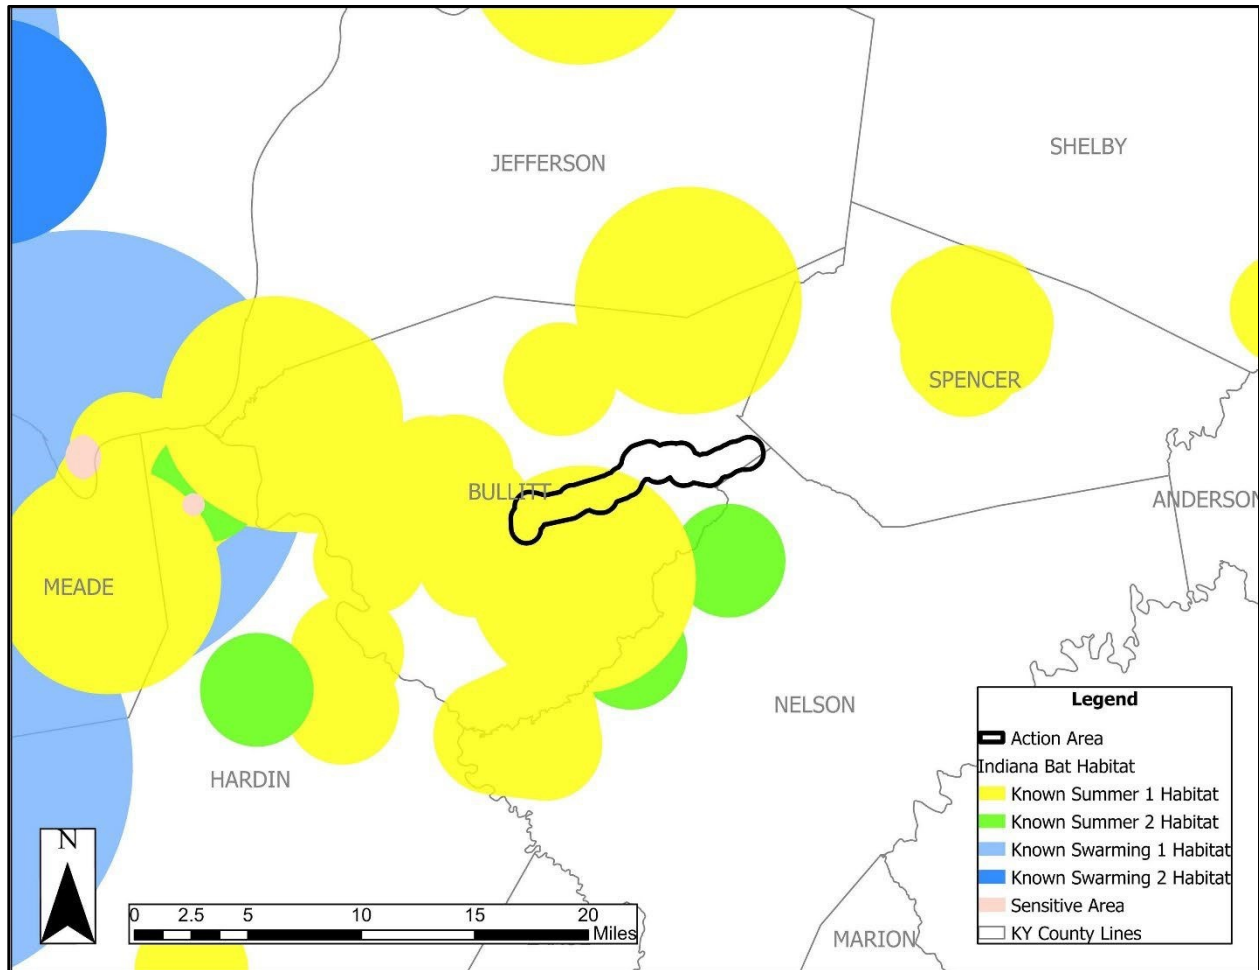 JEFFERSON
SHELBY
SPENCER
BULLITT
ANDERSON
MEADE
NELSON
HARDIN
MARION
Legend
Action Area
Indiana Bat Habitat
Known Summer 1 Habitat
Known Summer 2 Habitat
Known Swarming 1 Habitat
Known Swarming 2 Habitat
Sensitive Area
KY County Lines
N
0 2.5 5 10 15 20
Miles